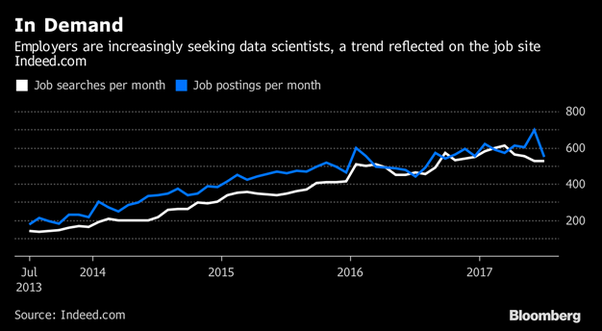 In Demand
Employers are increasingly seeking data scientists, a trend reflected on the job site
Indeed.com
Job searches per month Job postings per month
800
600
400
200
Jul 2014 2015 2016 2017
2013
Source: Indeed.com Bloomberg